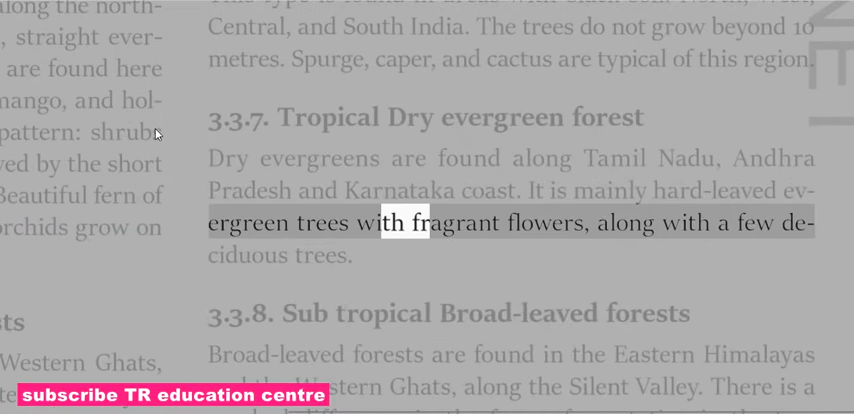 along the north-
, straight ever-
are found here
mango, and hol-
pattern: shrubs
ved by the short
Beautiful fern of
orchids grow on
sts
Western Ghats,
Central, and South India. The trees do not grow beyond 10
metres. Spurge, caper, and cactus are typical of this region.
3.3.7. Tropical Dry evergreen forest
Dry evergreens are found along Tamil Nadu, Andhra
Pradesh and Karnataka coast. It is mainly hard-leaved ev-
ergreen trees with fragrant flowers, along with a few de-
ciduous trees.
3.3.8. Sub tropical Broad-leaved forests
Broad-leaved forests are found in the Eastern Himalayas
and the Western Ghats, along the Silent Valley. There is a
NET
subscribe TR education centre